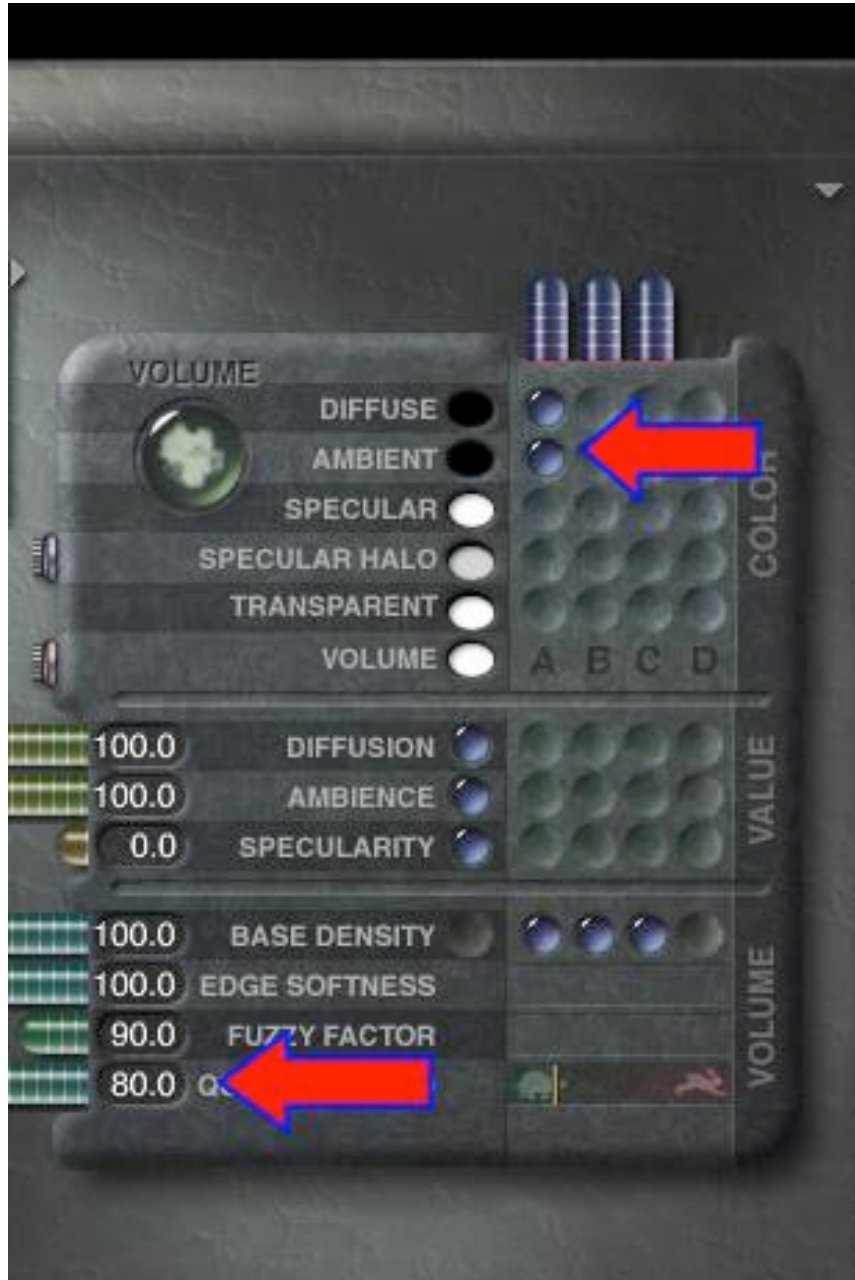 VOLUME
DIFFUSE
AMBIENT
SPECULAR
SPECULAR HALO
TRANSPARENT
VOLUME A B C D
COLOR
100.0 DIFFUSION
100.0 AMBIENCE
0.0 SPECULARITY
VALUE
100.0 BASE DENSITY
100.0 EDGE SOFTNESS
90.0 FUZZY FACTOR
80.0
VOLUME